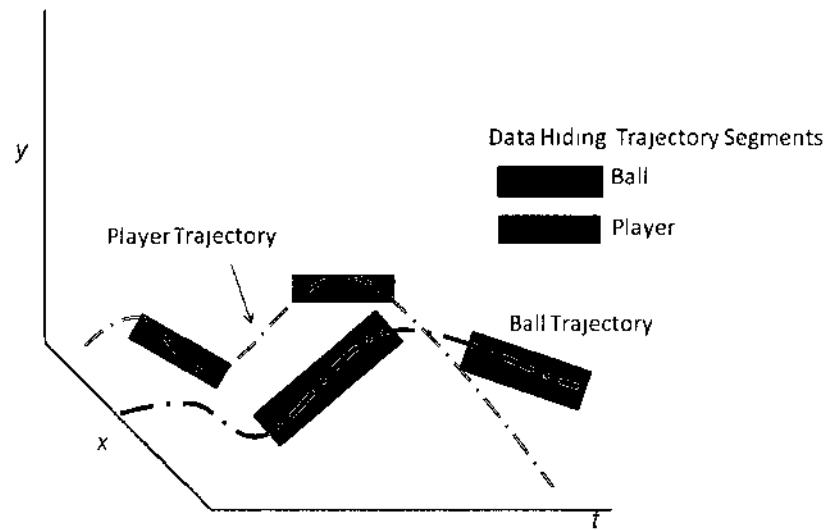 y
Data Hiding Trajectory Segments
Ball
Player
Player Trajectory
Ball Trajectory
x
t